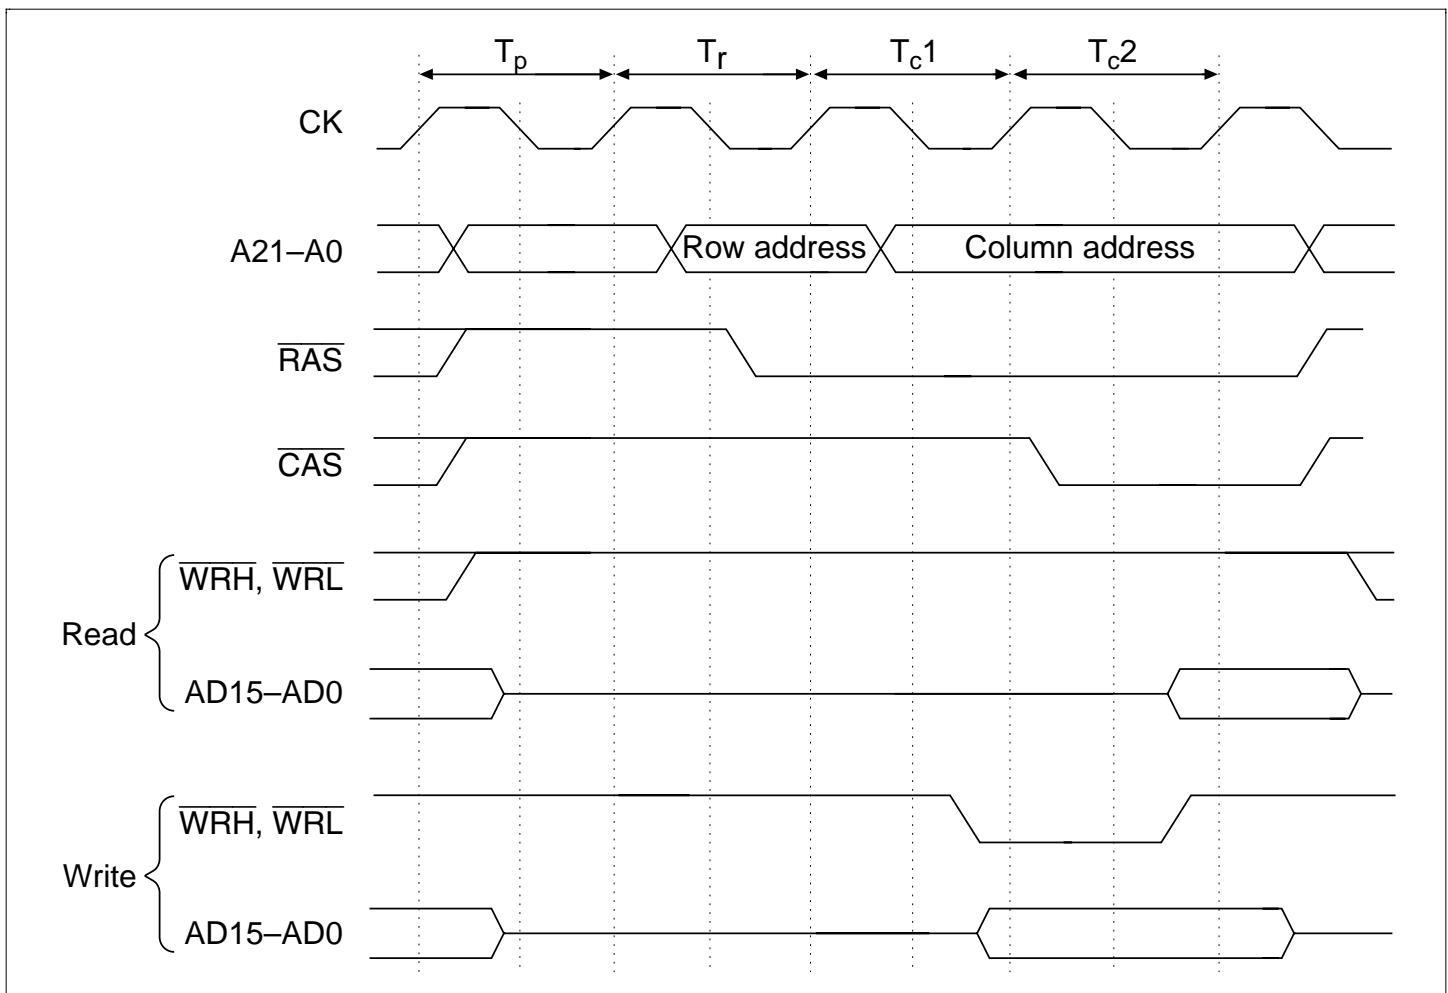 Tp Tr Tc1 Tc2
CK
A21–A0 Row address Column address
RAS
CAS
WRH, WRL
Read
AD15–AD0
WRH, WRL
Write
AD15–AD0